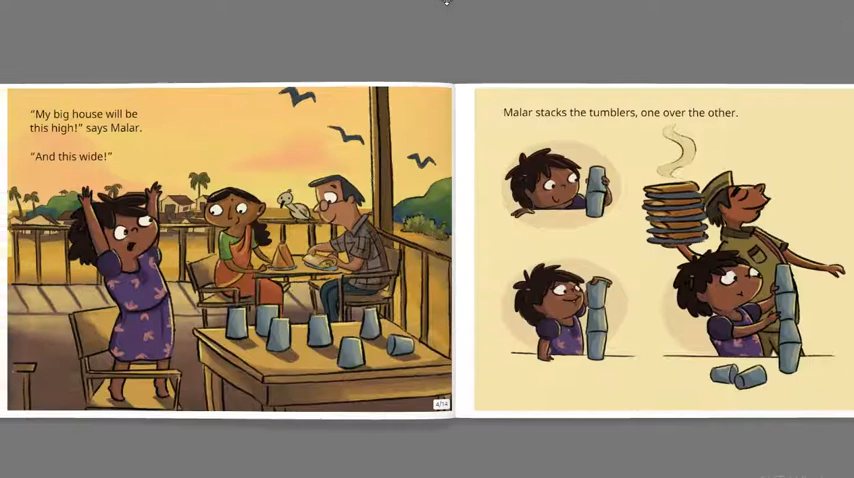 “My big house will be
this high!” says Malar.
“And this wide!”
4/14
Malar stacks the tumblers, one over the other.